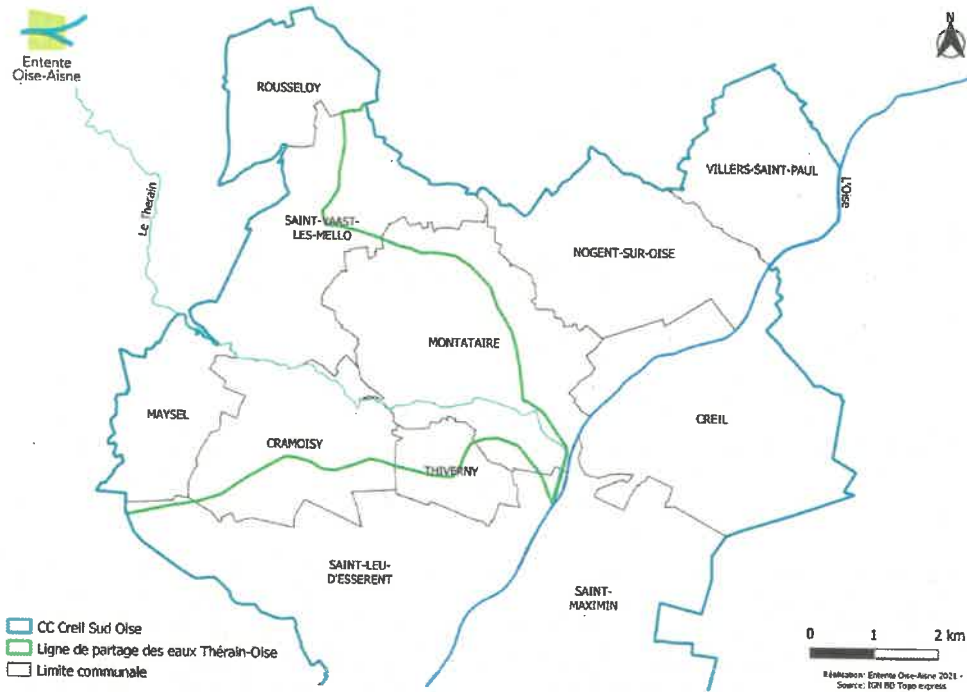 Entente
Oise-Aisne
N
ROUSSELOY
VILLERS-SAINT-PAUL
L'Oise
Le Therain
SAINT-VAAST-
LES-MELLO
NOGENT-SUR-OISE
MONTATAIRE
MAYSEL
CREIL
CRAMOISY
THIVERNY
SAINT-LEU-
D'ESSERENT
SAINT-
MAXIMIN
CC Creil Sud Oise
Ligne de partage des eaux Thérain-Oise
Limite communale
0 1 2 km
Réalisation: Entente Oise-Aisne 2021 -
Source: IGN BD Topo express